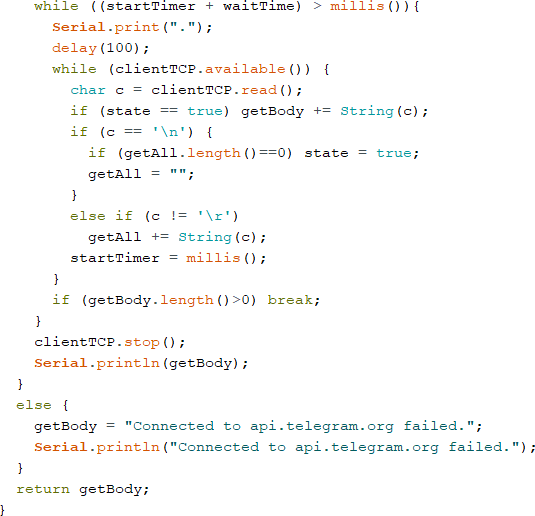 while ((startTimer + waitTime) > millis()){
Serial.print(".");
delay(100);
while (clientTCP.available()) {
char c = clientTCP.read();
if (state == true) getBody += String(c);
if (c == '\n') {
if (getAll.length()==0) state = true;
getAll = "";
}
else if (c != '\r')
getAll += String(c);
startTimer = millis();
}
if (getBody.length()>0) break;
}
clientTCP.stop();
Serial.println(getBody);
}
else {
getBody = "Connected to api.telegram.org failed.";
Serial.println("Connected to api.telegram.org failed.");
}
return getBody;
}